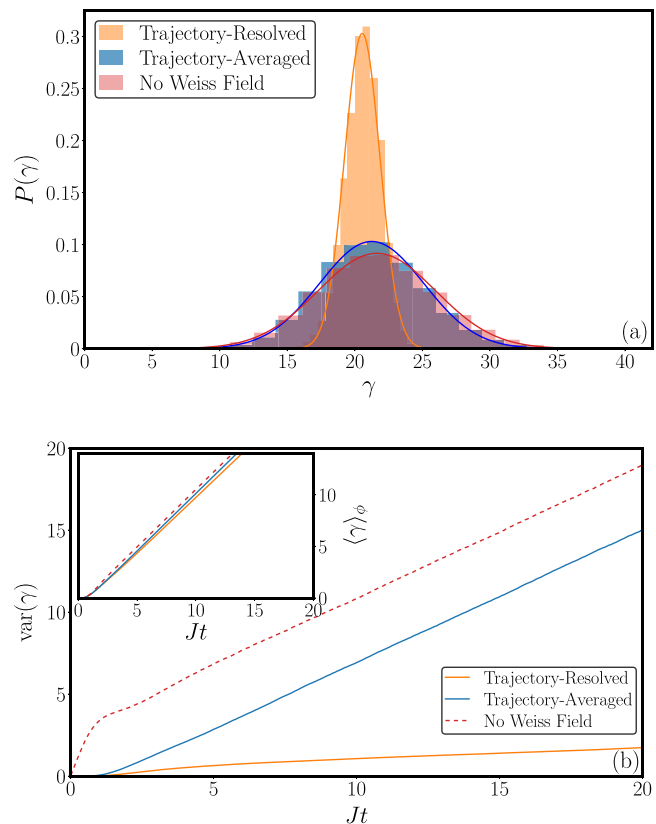 0.3
0.25
0.2
0.15
0.1
0.05
0
P(γ)
Trajectory-Resolved
Trajectory-Averaged
No Weiss Field
(a)
0 5 10 15 20 25 30 35 40
γ
20
15
10
5
0
var(γ)
10
5
0
⟨γ⟩ϕ
0 5 10 15 20
Jt
Trajectory-Resolved
Trajectory-Averaged
No Weiss Field
(b)
0 5 10 15 20
Jt